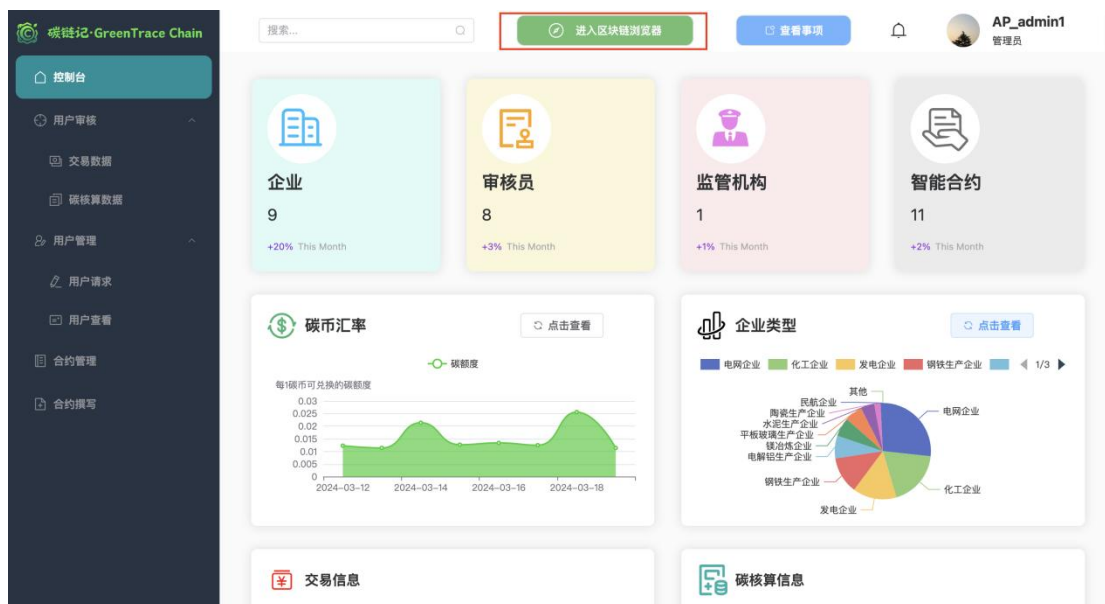 碳链记·GreenTrace Chain
搜索...
进入区块链浏览器
查看事项
AP_admin1
管理员
控制台
用户审核
交易数据
碳核算数据
用户管理
用户请求
用户查看
合约管理
合约撰写
企业
9
+20% This Month
审核员
8
+3% This Month
监管机构
1
+1% This Month
智能合约
11
+2% This Month
碳币汇率
点击查看
碳额度
每1碳币可兑换的碳额度
0.03
0.025
0.02
0.015
0.01
0.005
0
2024-03-12 2024-03-14 2024-03-16 2024-03-18
企业类型
点击查看
电网企业 化工企业 发电企业 钢铁生产企业 1/3
其他
民航企业
陶瓷生产企业
水泥生产企业
平板玻璃生产企业
镁冶炼企业
电解铝生产企业
钢铁生产企业
发电企业
化工企业
电网企业
交易信息
碳核算信息